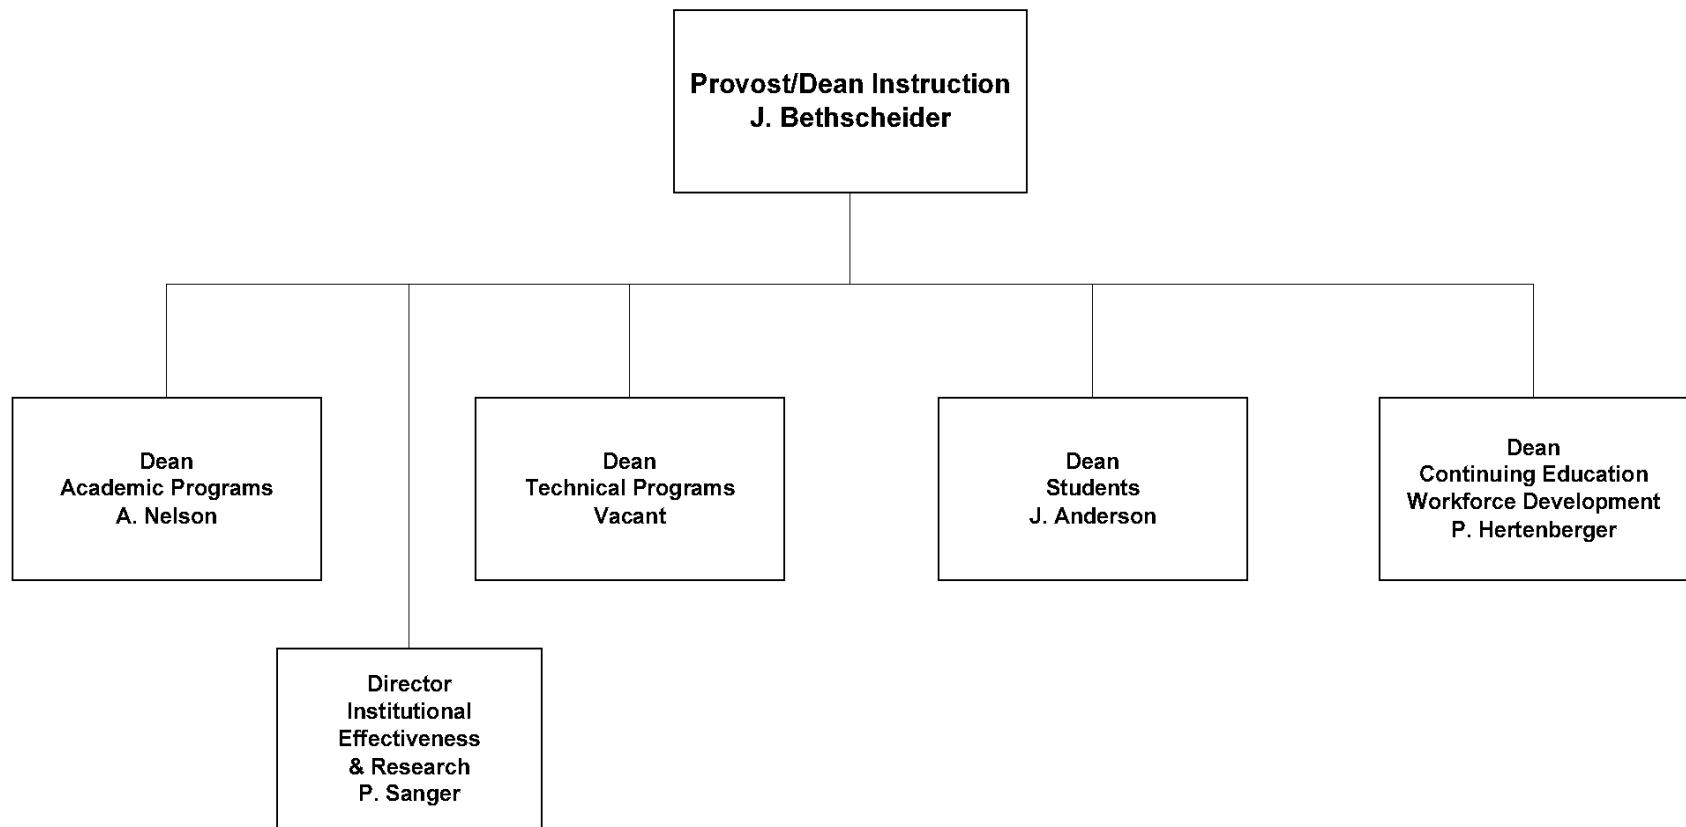 Provost/Dean Instruction
J. Bethscheider
Dean
Academic Programs
A. Nelson
Dean
Technical Programs
Vacant
Dean
Students
J. Anderson
Dean
Continuing Education
Workforce Development
P. Hertenberger
Director
Institutional
Effectiveness
& Research
P. Sanger